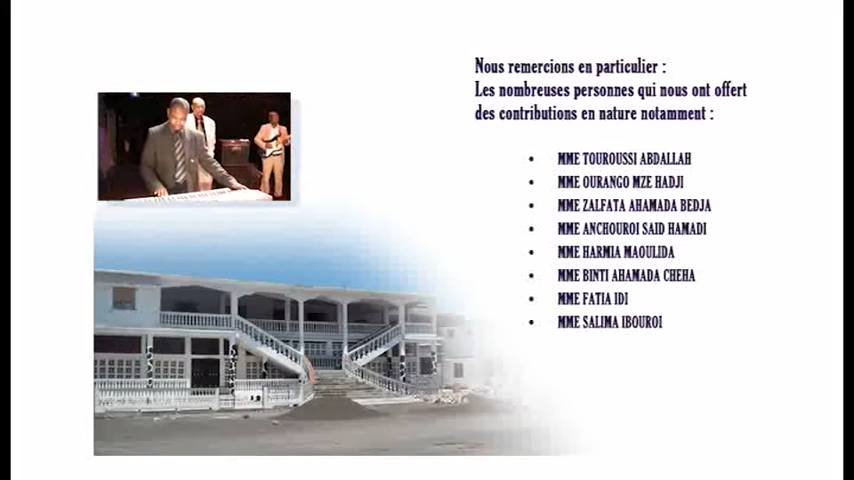 Nous remercions en particulier :
Les nombreuses personnes qui nous ont offert
des contributions en nature notamment :
• MME TOUROUSSI ABDALLAH
• MME OURANGO MZE HADJI
• MME ZALFATA AHAMADA BEDJA
• MME ANCHOUROI SAID HAMADI
• MME HARMIA MAOULIDA
• MME BINTI AHAMADA CHEHA
• MME FATIA IDI
• MME SALIMA IBOUROI